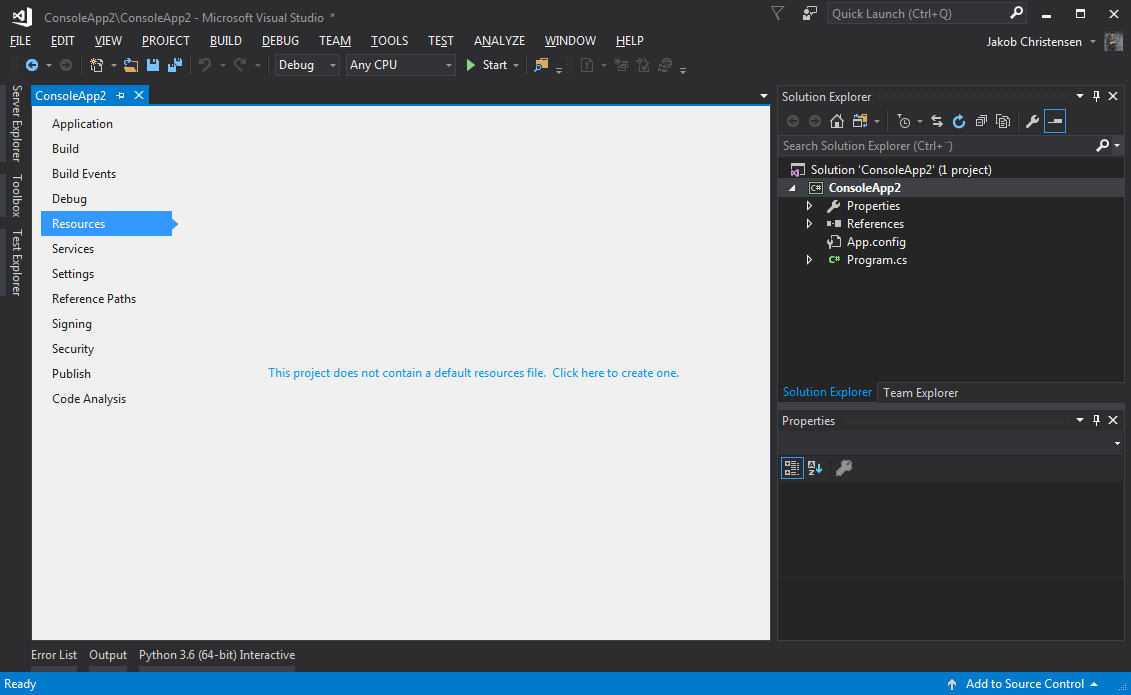 ConsoleApp2\ConsoleApp2 - Microsoft Visual Studio *
Quick Launch (Ctrl+Q)
FILE EDIT VIEW PROJECT BUILD DEBUG TEAM TOOLS TEST ANALYZE WINDOW HELP
Jakob Christensen
Debug Any CPU Start
Server Explorer
Toolbox
Test Explorer
ConsoleApp2
Application
Build
Build Events
Debug
Resources
Services
Settings
Reference Paths
Signing
Security
Publish
Code Analysis
This project does not contain a default resources file.  Click here to create one.
Solution Explorer
Search Solution Explorer (Ctrl+¨)
Solution 'ConsoleApp2' (1 project)
C# ConsoleApp2
Properties
References
App.config
C# Program.cs
Solution Explorer Team Explorer
Properties
Error List Output Python 3.6 (64-bit) Interactive
Ready
Add to Source Control